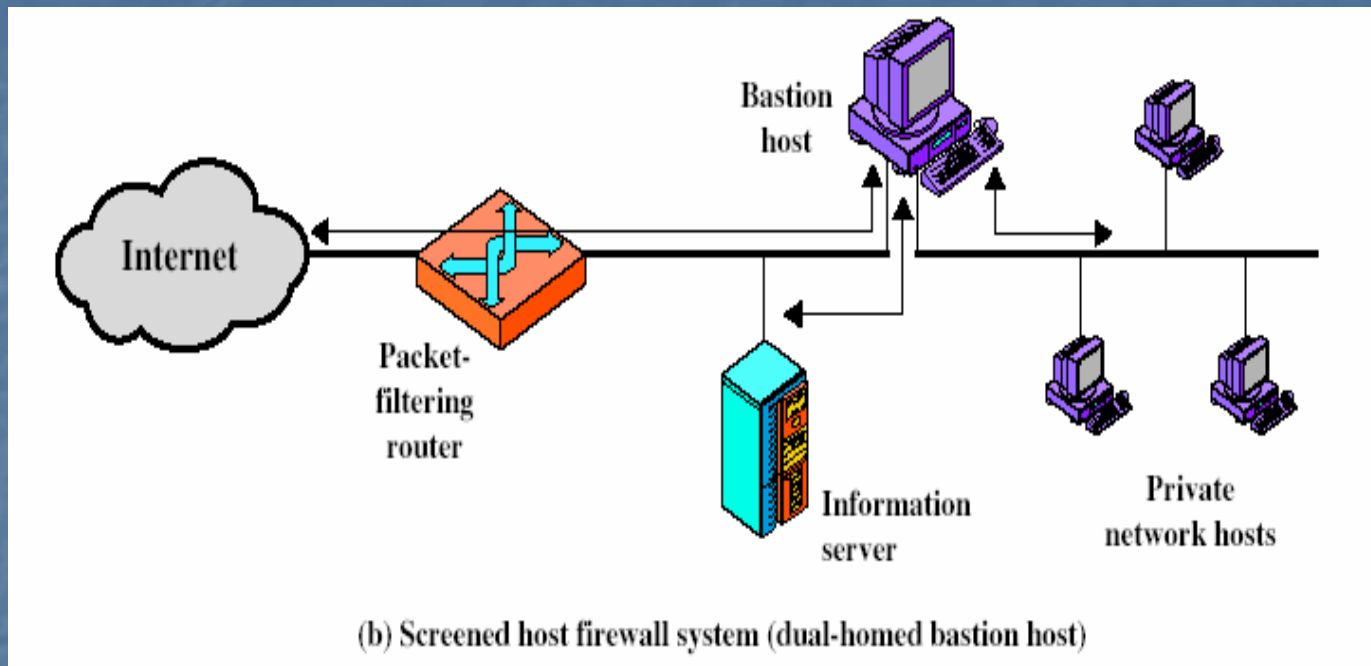 Bastion
host
Internet
Packet-
filtering
router
Information
server
Private
network hosts
(b) Screened host firewall system (dual-homed bastion host)